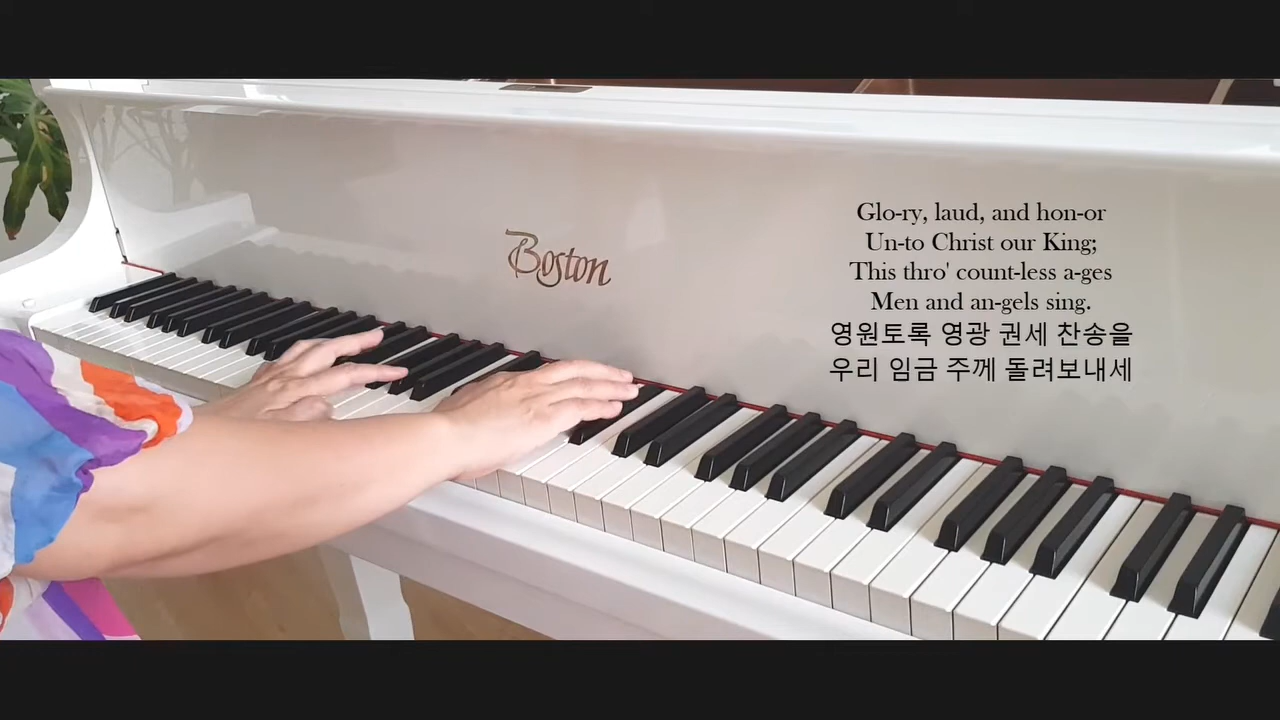 Boston
Glo-ry, laud, and hon-or
Un-to Christ our King;
This thro' count-less a-ges
Men and an-gels sing.
영원토록 영광 권세 찬송을
우리 임금 주께 돌려보내세